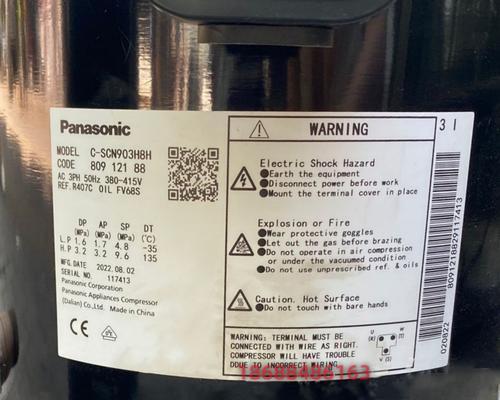 Panasonic
MODEL C-SCN903H8H
CODE 809 121 88
AC 3PH 50Hz 380-415V
REF.R407C OIL FV68S
DP AP SP DT
(MPa) (MPa) (MPa) (℃)
L.P 1.6 1.7 4.8 -35
H.P 3.2 3.2 9.6 135
MFG.DATE 2022.08.02
SERIAL NO. 117413
Panasonic Corporation
Panasonic Appliances Compressor
(Dalian) Co.,Ltd. Made in China
CE
WARNING
Electric Shock Hazard
●Earth the equipment
●Disconnect power before work
●Mount the terminal cover in place
Explosion or Fire
●Wear protective goggles
●Let out the gas before brazing
●Do not operate in air compression
or under the vacuumed condition
●Do not use unprescribed ref. & oils
Caution. Hot Surface
●Do not touch with bare hands
WARNING: TERMINAL MUST BE
CONNECTED WITH WIRE AS RIGHT.
COMPRESSOR WILL HAVE TROUBLE
DDUE TO INCORRECT WIRING.
U W
(R) (T)
V (S)
31
8091218829117413
020822
18688486163